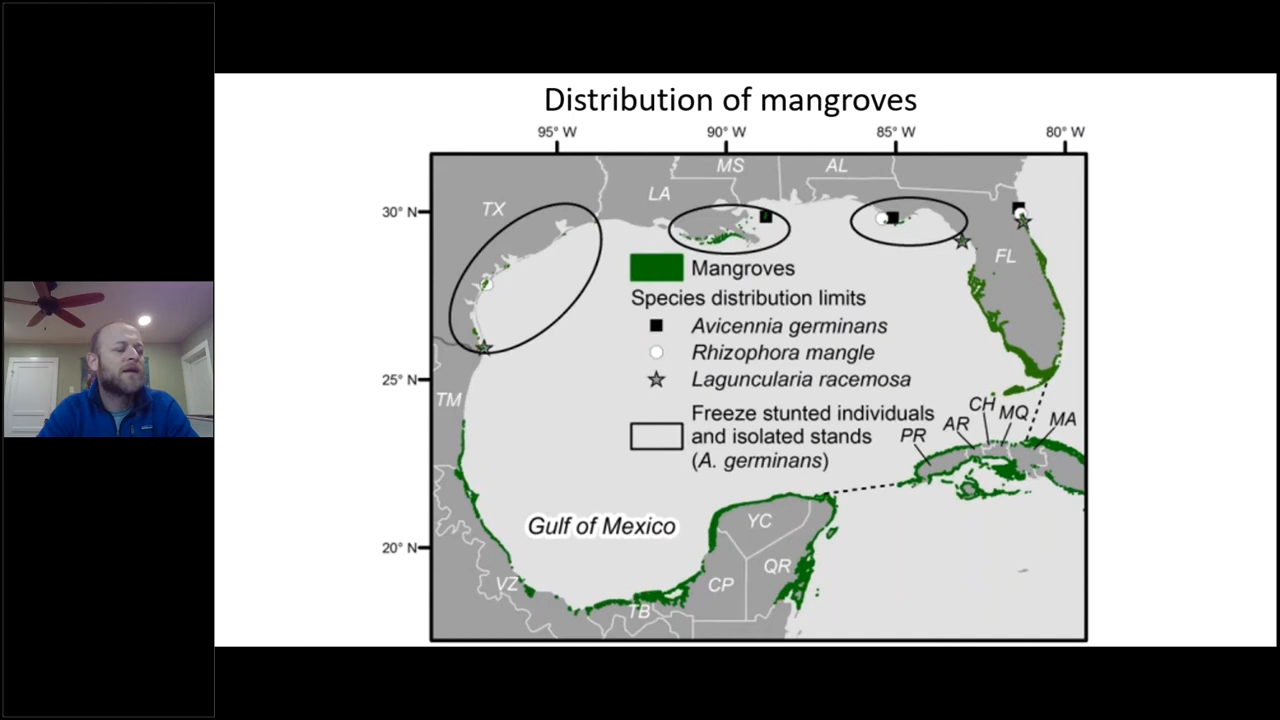 Distribution of mangroves
95° W 90° W 85° W 80° W
MS AL
LA
TX
30° N
FL
Mangroves
Species distribution limits
Avicennia germinans
Rhizophora mangle
Laguncularia racemosa
25° N
TM
Freeze stunted individuals
and isolated stands
(A. germinans)
PR AR CH MQ MA
Gulf of Mexico
YC
20° N
QR
VZ CP
TB